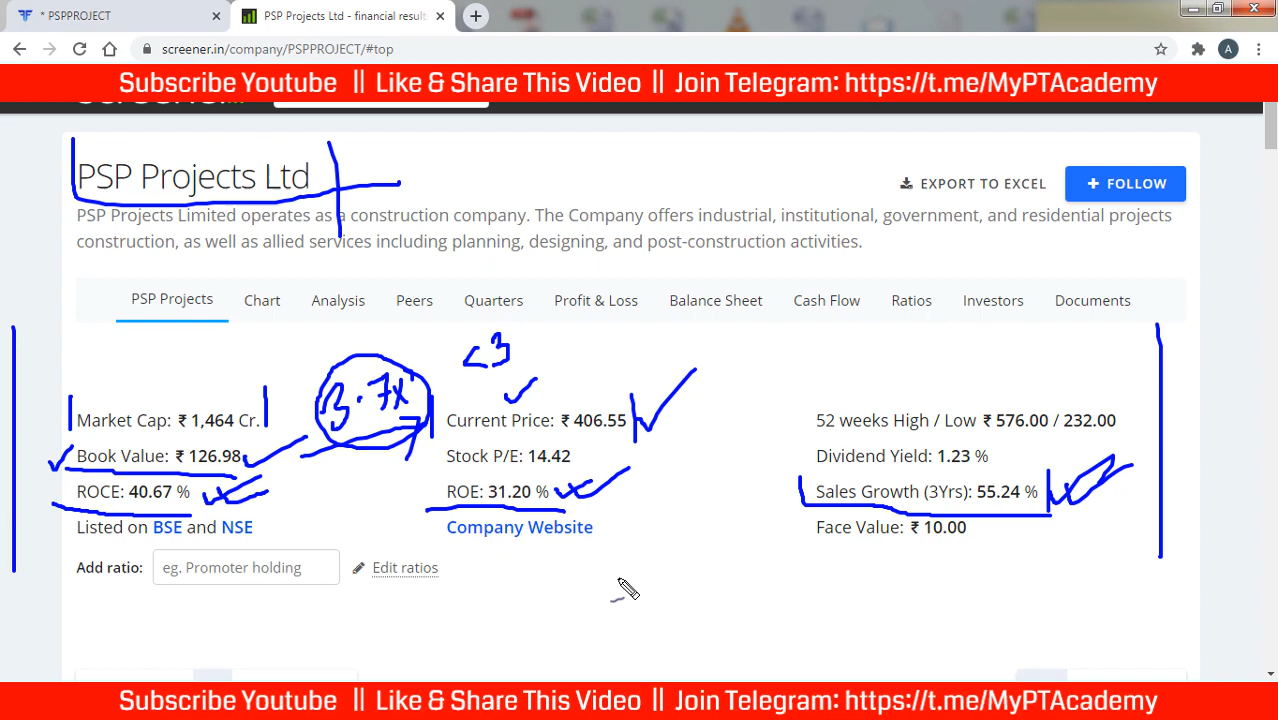 * PSPPROJECT
PSP Projects Ltd - financial result
screener.in/company/PSPPROJECT/#top
A
Subscribe Youtube || Like & Share This Video || Join Telegram: https://t.me/MyPTAcademy
PSP Projects Ltd
EXPORT TO EXCEL
+ FOLLOW
PSP Projects Limited operates as a construction company. The Company offers industrial, institutional, government, and residential projects
construction, as well as allied services including planning, designing, and post-construction activities.
PSP Projects Chart Analysis Peers Quarters Profit & Loss Balance Sheet Cash Flow Ratios Investors Documents
<3
3.7x
Market Cap: ₹ 1,464 Cr. Current Price: ₹ 406.55 52 weeks High / Low ₹ 576.00 / 232.00
Book Value: ₹ 126.98 Stock P/E: 14.42 Dividend Yield: 1.23 %
ROCE: 40.67 % ROE: 31.20 % Sales Growth (3Yrs): 55.24 %
Listed on BSE and NSE Company Website Face Value: ₹ 10.00
Add ratio: eg. Promoter holding Edit ratios
Subscribe Youtube || Like & Share This Video || Join Telegram: https://t.me/MyPTAcademy